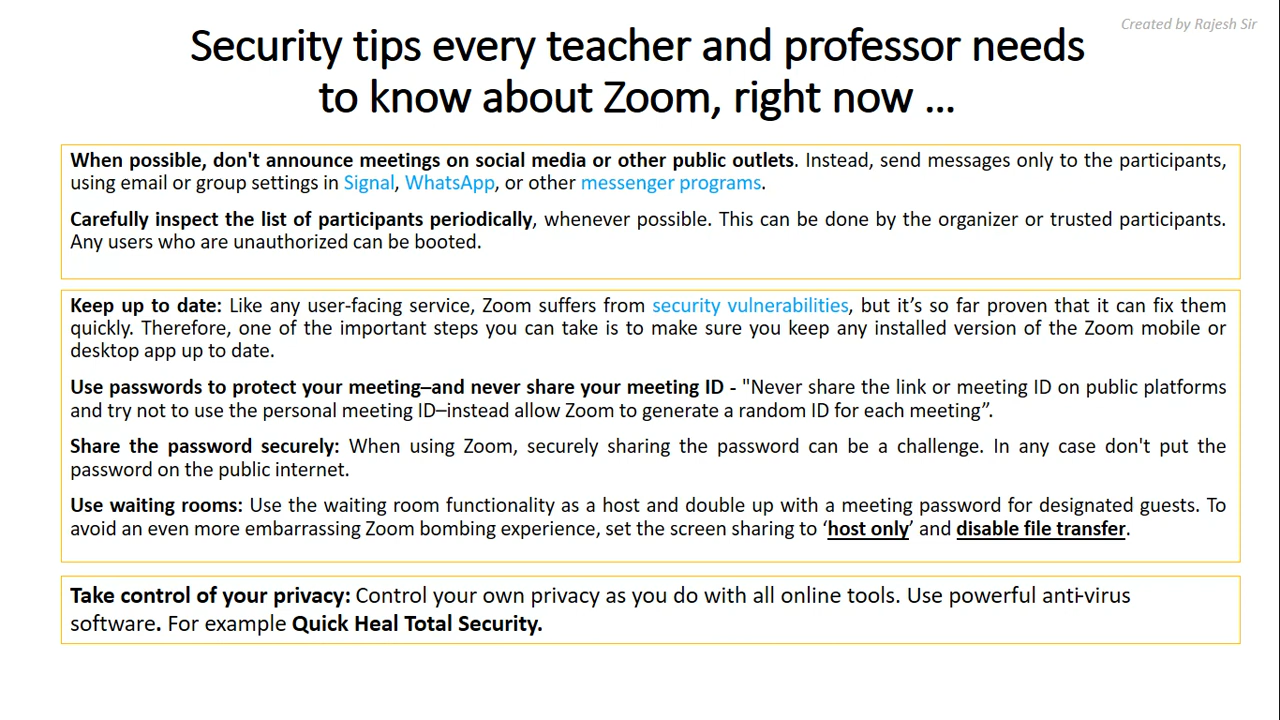 Created by Rajesh Sir
Security tips every teacher and professor needs
to know about Zoom, right now ...
When possible, don't announce meetings on social media or other public outlets. Instead, send messages only to the participants,
using email or group settings in Signal, WhatsApp, or other messenger programs.
Carefully inspect the list of participants periodically, whenever possible. This can be done by the organizer or trusted participants.
Any users who are unauthorized can be booted.
Keep up to date: Like any user-facing service, Zoom suffers from security vulnerabilities, but it’s so far proven that it can fix them
quickly. Therefore, one of the important steps you can take is to make sure you keep any installed version of the Zoom mobile or
desktop app up to date.
Use passwords to protect your meeting–and never share your meeting ID - "Never share the link or meeting ID on public platforms
and try not to use the personal meeting ID–instead allow Zoom to generate a random ID for each meeting”.
Share the password securely: When using Zoom, securely sharing the password can be a challenge. In any case don't put the
password on the public internet.
Use waiting rooms: Use the waiting room functionality as a host and double up with a meeting password for designated guests. To
avoid an even more embarrassing Zoom bombing experience, set the screen sharing to ‘host only’ and disable file transfer.
Take control of your privacy: Control your own privacy as you do with all online tools. Use powerful anti-virus
software. For example Quick Heal Total Security.